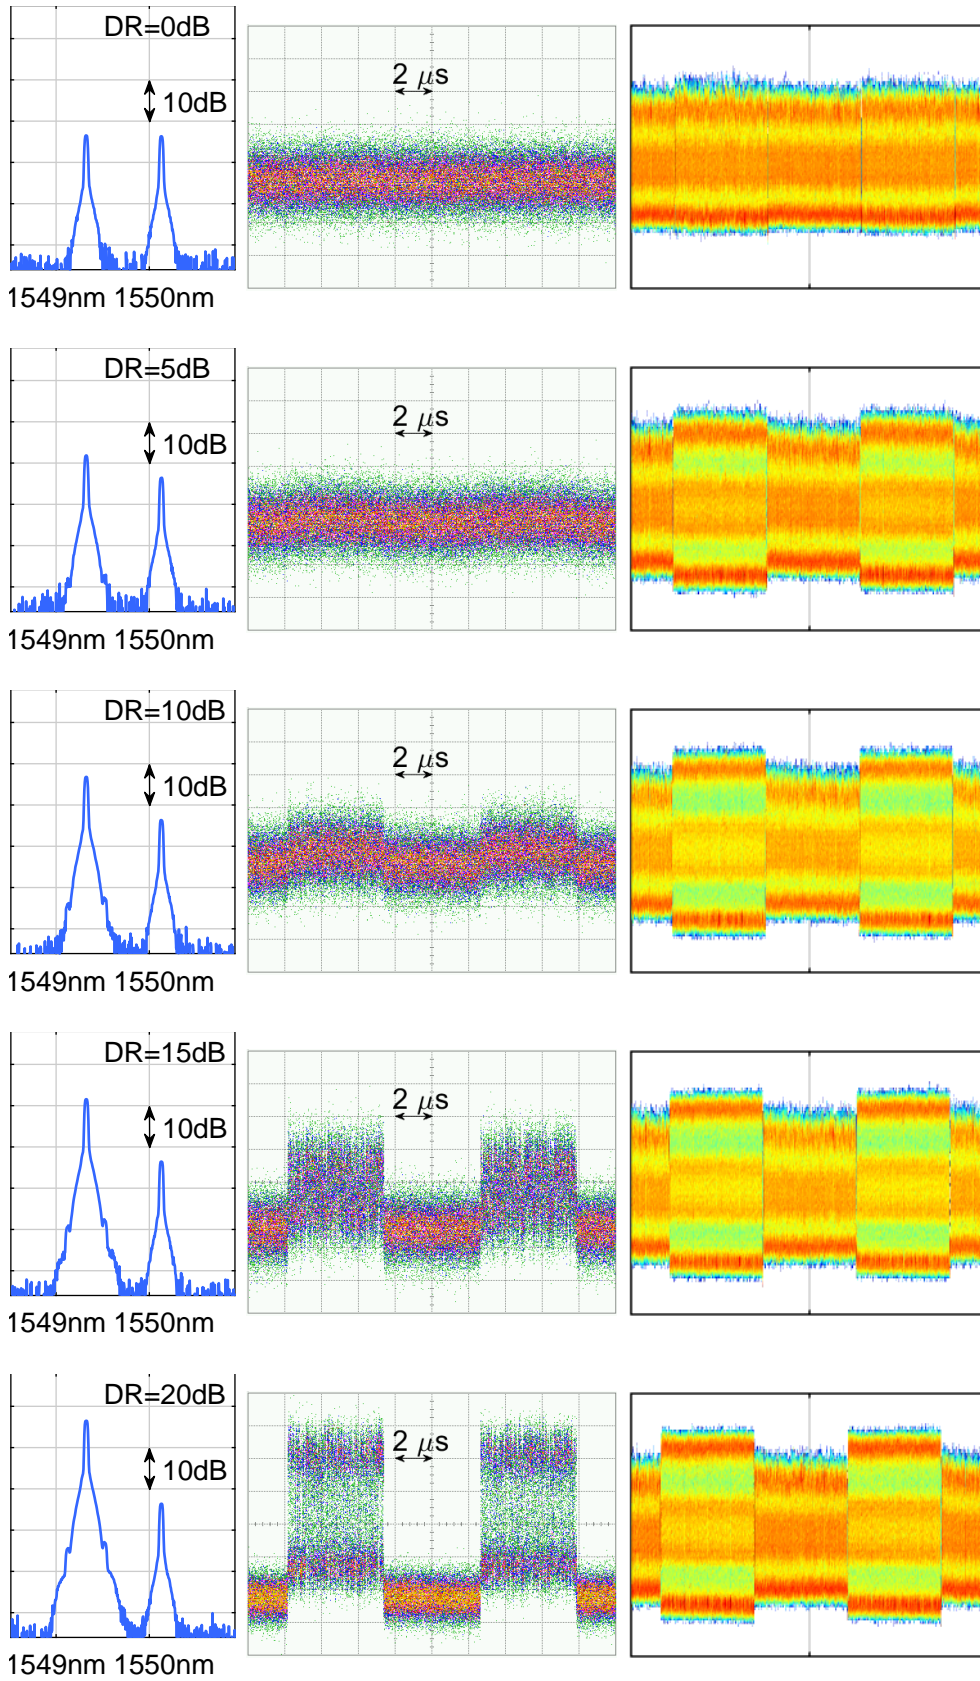 DR=0dB
10dB
2 μs
1549nm 1550nm
DR=5dB
10dB
2 μs
1549nm 1550nm
DR=10dB
10dB
2 μs
1549nm 1550nm
DR=15dB
10dB
2 μs
1549nm 1550nm
DR=20dB
10dB
2 μs
1549nm 1550nm